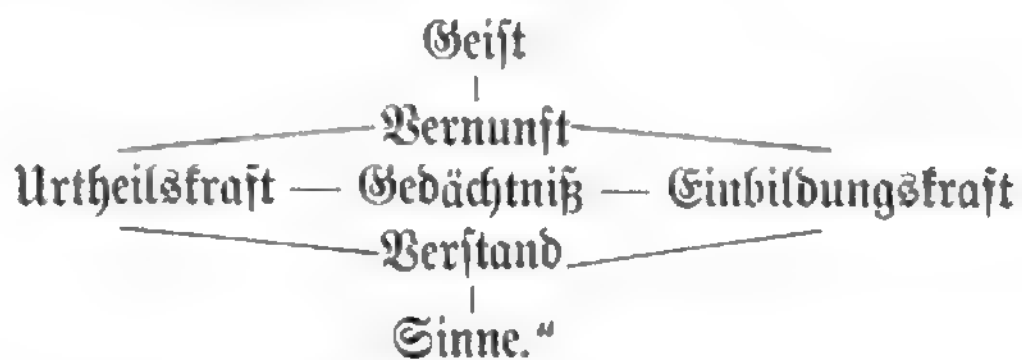 Geiſt
Vernunft
Urtheilskraft — Gedächtniß — Einbildungskraft
Verſtand
Sinne.“